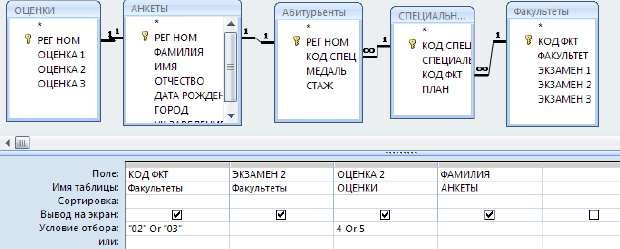 ОЦЕНКИ
*
РЕГ НОМ
ОЦЕНКА 1
ОЦЕНКА 2
ОЦЕНКА 3
1
1
АНКЕТЫ
*
РЕГ НОМ
ФАМИЛИЯ
ИМЯ
ОТЧЕСТВО
ДАТА РОЖДЕН
ГОРОД
1
1
Абитурьенты
*
РЕГ НОМ
КОД СПЕЦ
МЕДАЛЬ
СТАЖ
∞
1
СПЕЦИАЛЬН...
*
КОД СПЕЦ
СПЕЦИАЛЬ
КОД ФКТ
ПЛАН
∞
1
Факультеты
*
КОД ФКТ
ФАКУЛЬТЕТ
ЭКЗАМЕН 1
ЭКЗАМЕН 2
ЭКЗАМЕН 3
Поле: КОД ФКТ ЭКЗАМЕН 2 ОЦЕНКА 2 ФАМИЛИЯ
Имя таблицы: Факультеты Факультеты ОЦЕНКИ АНКЕТЫ
Сортировка:
Вывод на экран:
Условие отбора: "02" Or "03" 4 Or 5
или: